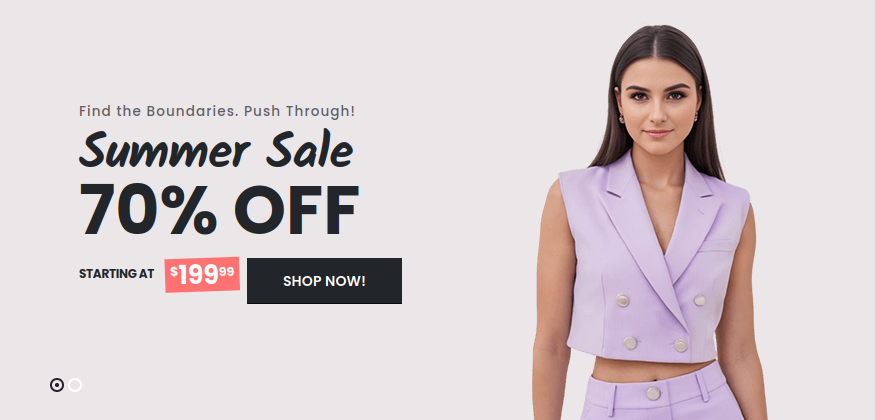 Find the Boundaries. Push Through!
Summer Sale
70% OFF
STARTING AT $19999 SHOP NOW!